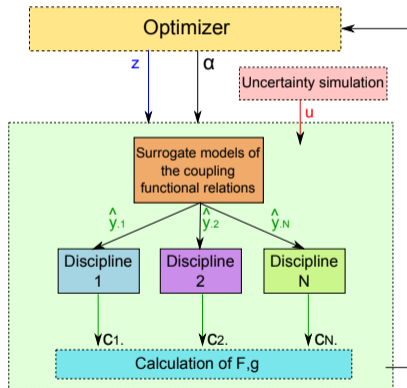 Optimizer
z
α
Uncertainty simulation
u
Surrogate models of
the coupling
functional relations
ŷ.1
ŷ.2
ŷ.N
Discipline
1
Discipline
2
Discipline
N
c1.
c2.
cN.
Calculation of F,g